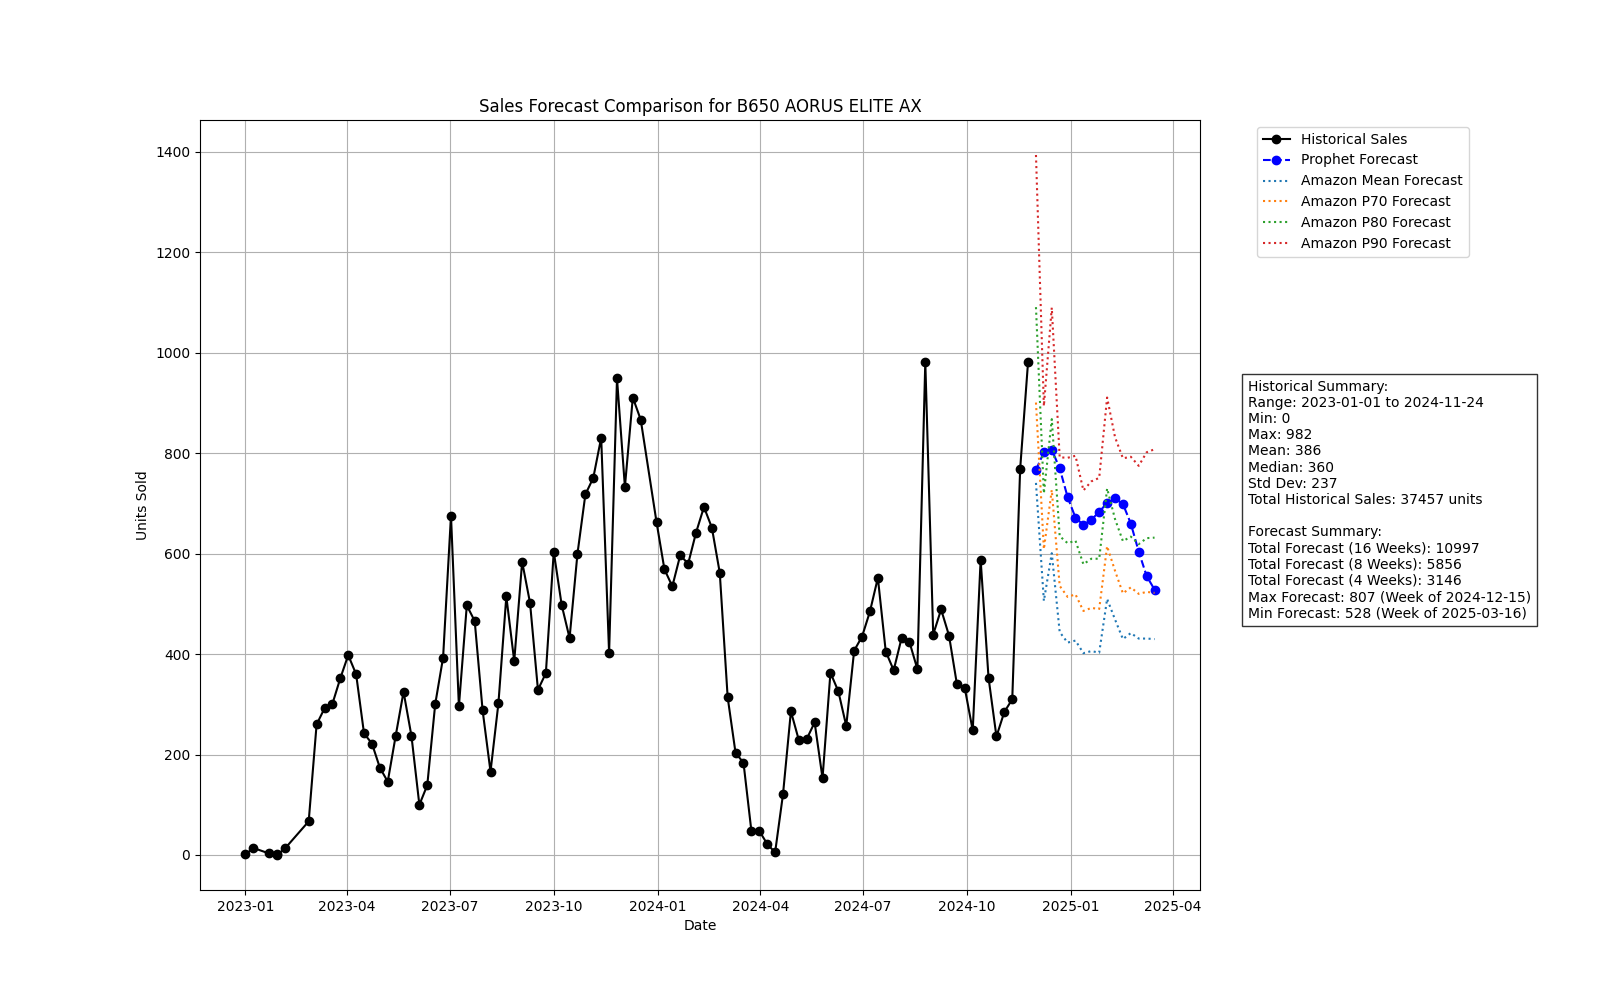 Sales Forecast Comparison for B650 AORUS ELITE AX
Units Sold
1400
1200
1000
800
600
400
200
0
2023-01 2023-04 2023-07 2023-10 2024-01 2024-04 2024-07 2024-10 2025-01 2025-04
Date
Historical Sales
Prophet Forecast
Amazon Mean Forecast
Amazon P70 Forecast
Amazon P80 Forecast
Amazon P90 Forecast
Historical Summary:
Range: 2023-01-01 to 2024-11-24
Min: 0
Max: 982
Mean: 386
Median: 360
Std Dev: 237
Total Historical Sales: 37457 units
Forecast Summary:
Total Forecast (16 Weeks): 10997
Total Forecast (8 Weeks): 5856
Total Forecast (4 Weeks): 3146
Max Forecast: 807 (Week of 2024-12-15)
Min Forecast: 528 (Week of 2025-03-16)